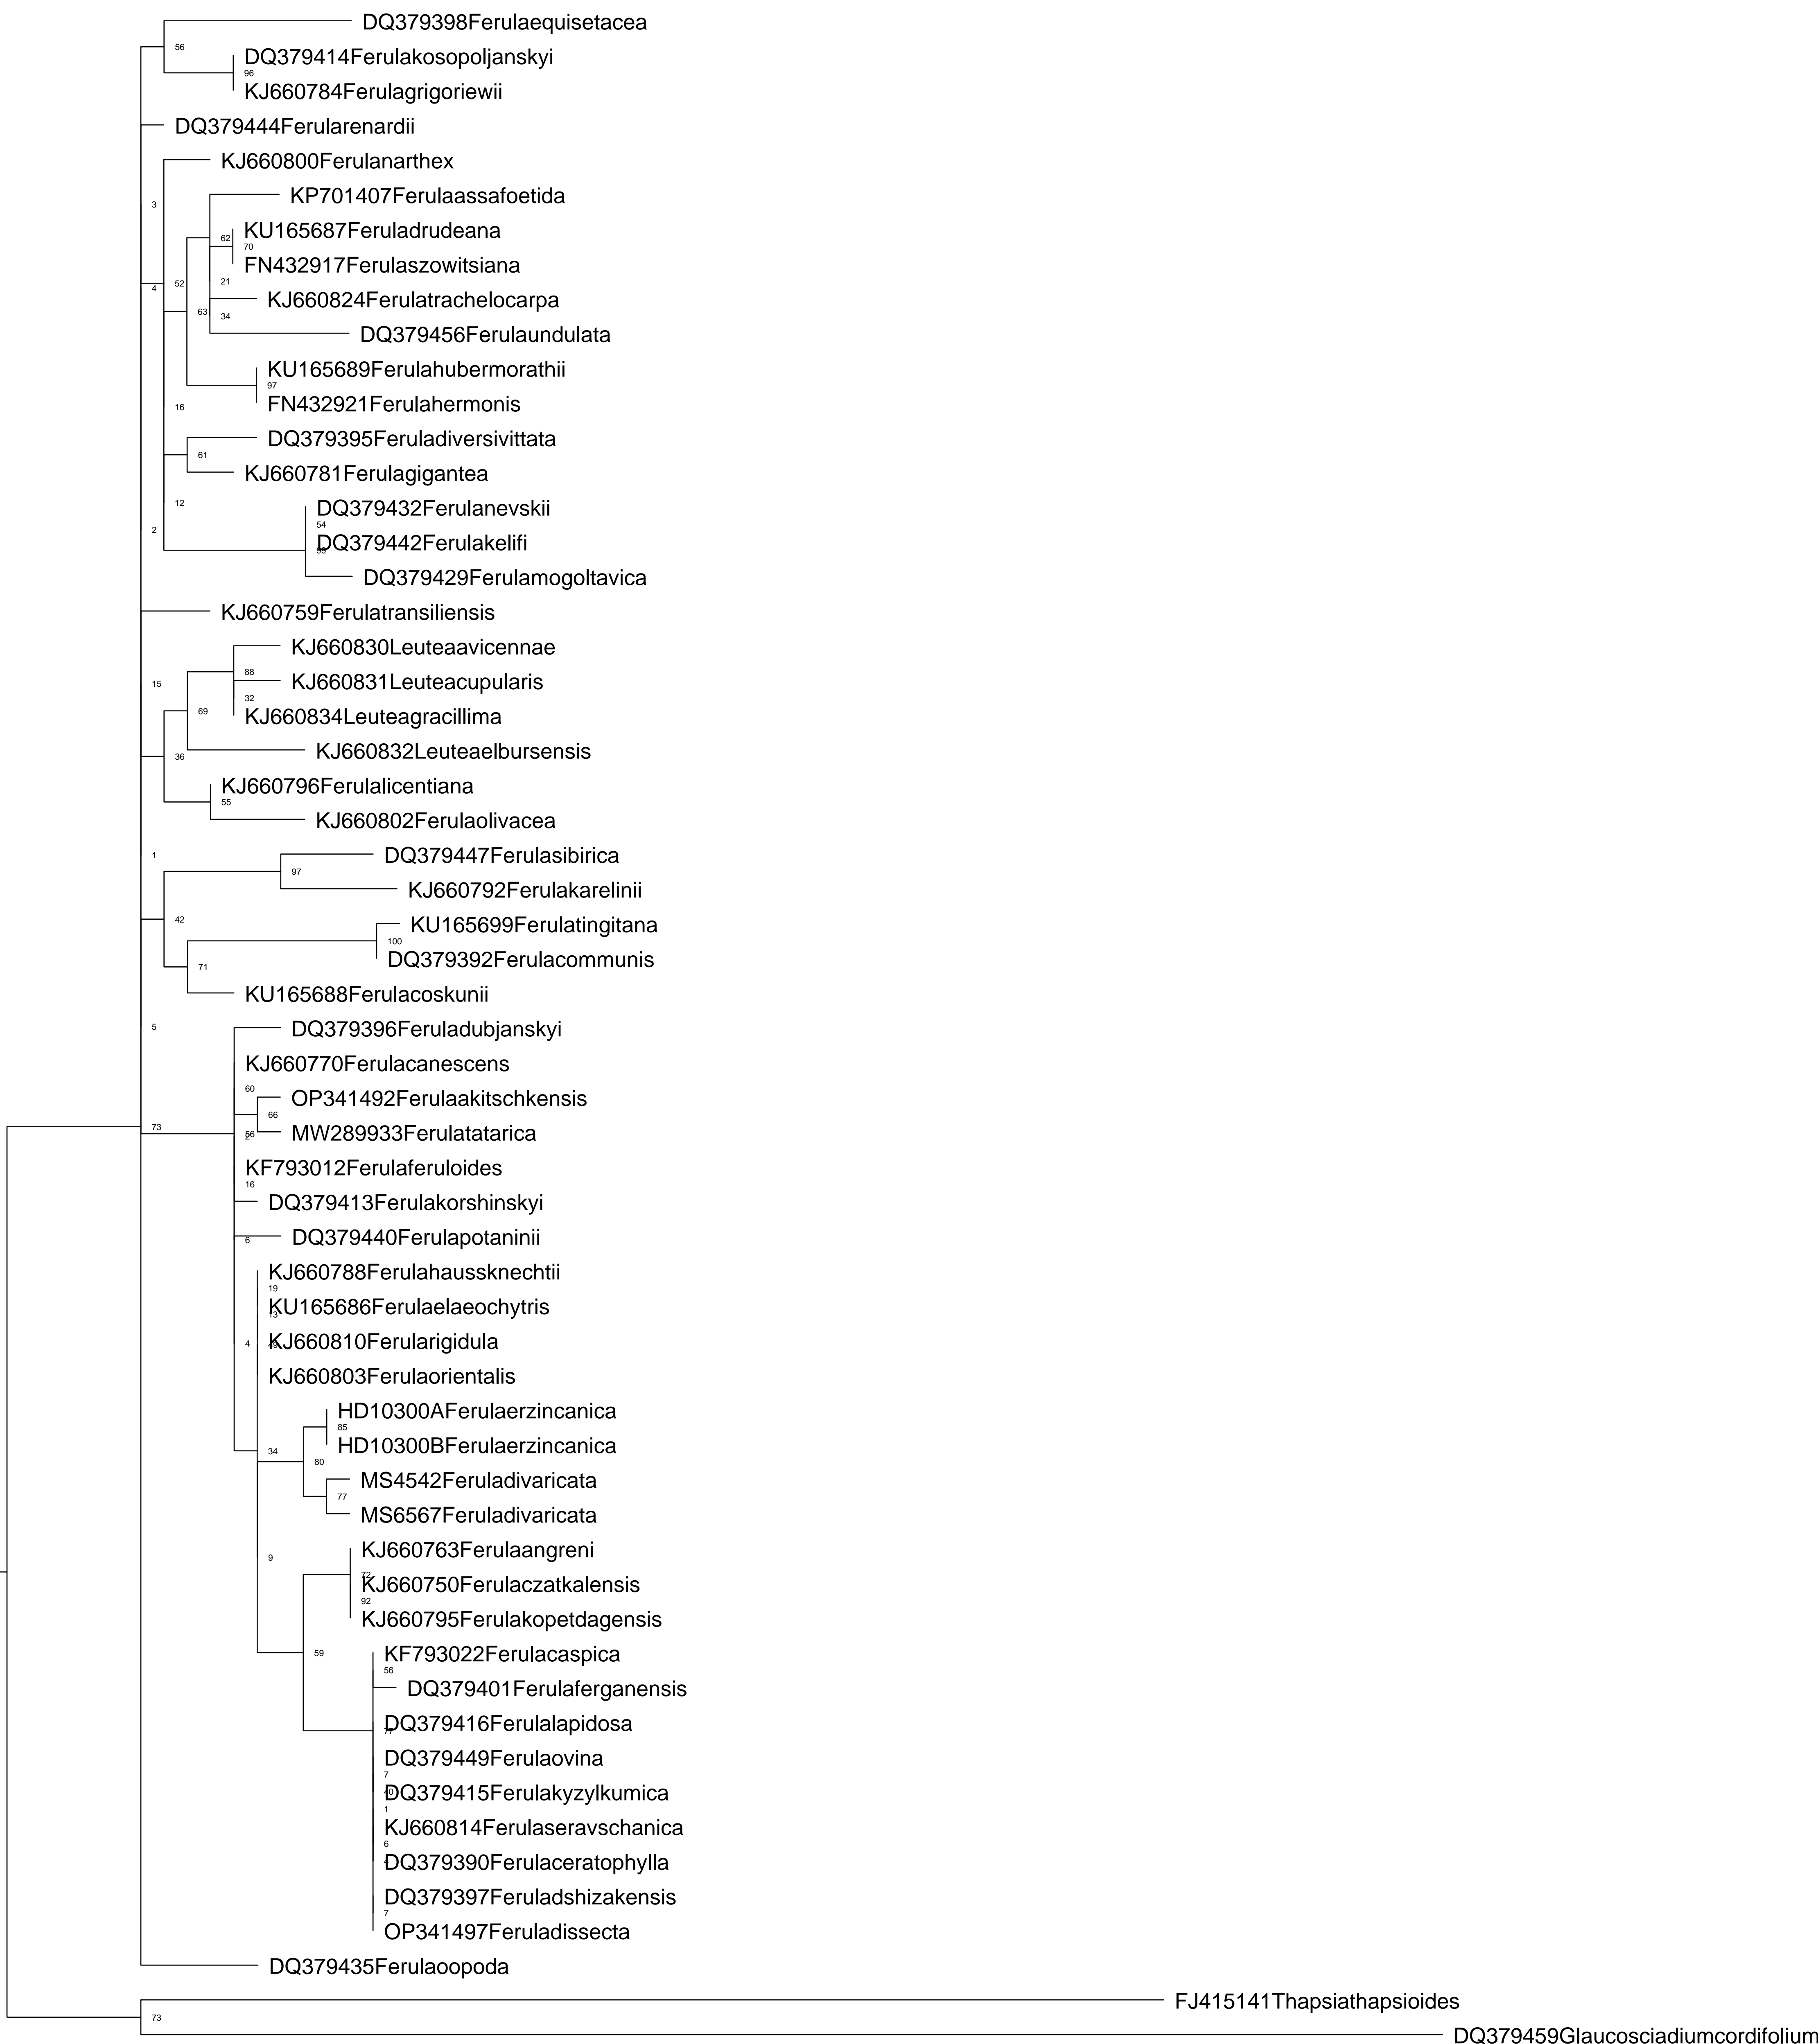 DQ379398Ferulaequisetacea
56
DQ379414Ferulakosopoljanskyi
96
KJ660784Ferulagrigoriewii
DQ379444Ferularenardii
KJ660800Ferulanarthex
KP701407Ferulaassafoetida
3
KU165687Feruladrudeana
62
70
FN432917Ferulaszowitsiana
21
52
4
KJ660824Ferulatrachelocarpa
63
34
DQ379456Ferulaundulata
KU165689Ferulahubermorathii
97
FN432921Ferulahermonis
16
DQ379395Feruladiversivittata
61
KJ660781Ferulagigantea
12
DQ379432Ferulanevskii
54
2
DQ379442Ferulakelifi
DQ379429Ferulamogoltavica
KJ660759Ferulatransiliensis
KJ660830Leuteaavicennae
88
KJ660831Leuteacupularis
15
32
69
KJ660834Leuteagracillima
KJ660832Leuteaelbursensis
36
KJ660796Ferulalicentiana
55
KJ660802Ferulaolivacea
1
DQ379447Ferulasibirica
97
KJ660792Ferulakarelinii
42
KU165699Ferulatingitana
100
DQ379392Ferulacommunis
71
KU165688Ferulacoskunii
5
DQ379396Feruladubjanskyi
KJ660770Ferulacanescens
60
OP341492Ferulaakitschkensis
66
73
MW289933Ferulatatarica
KF793012Ferulaferuloides
16
DQ379413Ferulakorshinskyi
DQ379440Ferulapotaninii
6
KJ660788Ferulahaussknechtii
19
KU165686Ferulaelaeochytris
13
KJ660810Ferularigidula
4
KJ660803Ferulaorientalis
HD10300AFerulaerzincanica
85
HD10300BFerulaerzincanica
34
80
MS4542Feruladivaricata
77
MS6567Feruladivaricata
KJ660763Ferulaangreni
9
72
KJ660750Ferulaczatkalensis
92
KJ660795Ferulakopetdagensis
59
KF793022Ferulacaspica
56
DQ379401Ferulaferganensis
DQ379416Ferulalapidosa
77
DQ379449Ferulaovina
7
DQ379415Ferulakyzylkumica
1
KJ660814Ferulaseravschanica
6
DQ379390Ferulaceratophylla
DQ379397Feruladshizakensis
7
OP341497Feruladissecta
DQ379435Ferulaoopoda
FJ415141Thapsiathapsioides
73
DQ379459Glaucosciadiumcordifolium